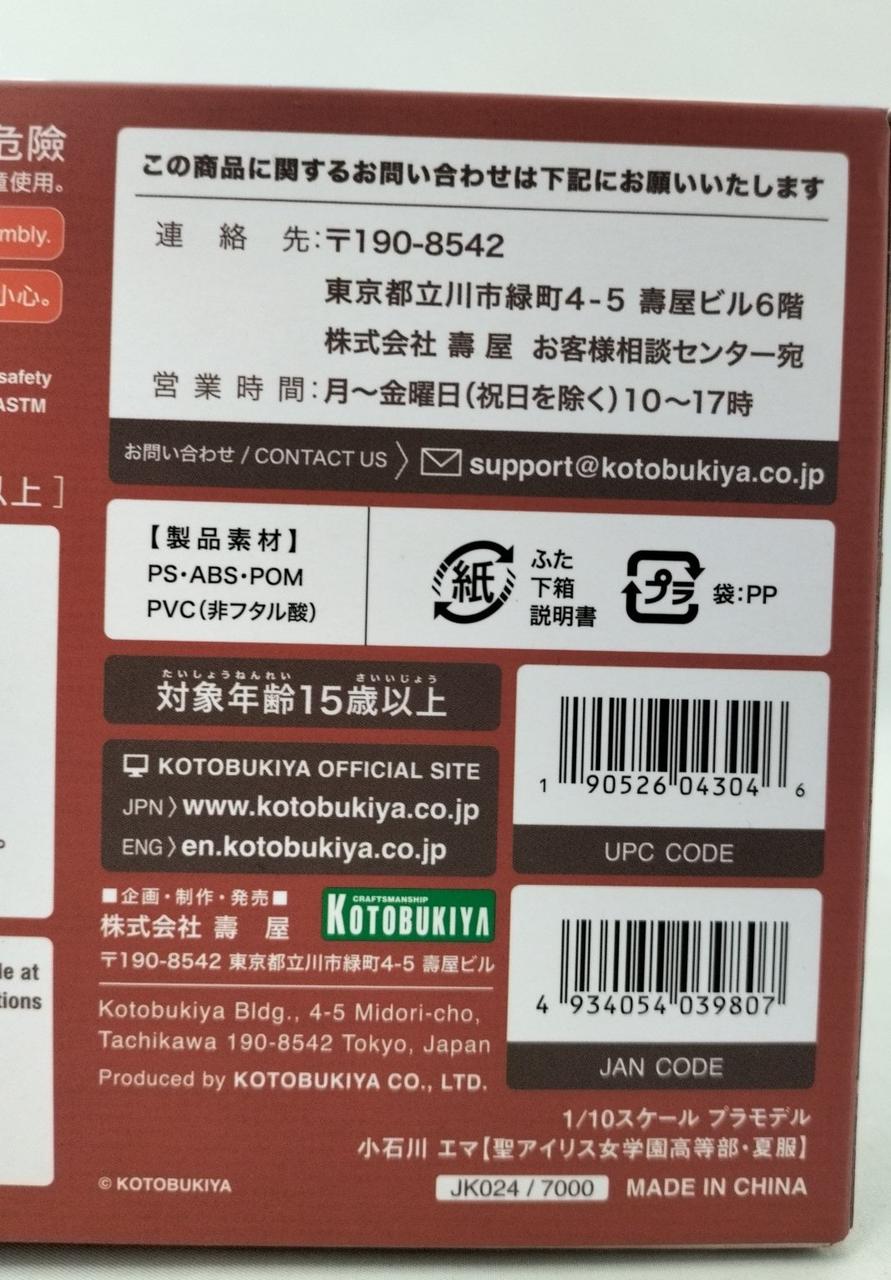 危險
童使用。
mbly.
小心。
safety
ASTM
以上 ]
le at
tions
この商品に関するお問い合わせは下記にお願いいたします
連絡先:〒190-8542
東京都立川市緑町4-5 壽屋ビル6階
株式会社 壽屋 お客様相談センター宛
営業時間:月〜金曜日(祝日を除く)10〜17時
お問い合わせ / CONTACT US 〉 support@kotobukiya.co.jp
【製品素材】
PS・ABS・POM
PVC(非フタル酸)
紙
ふた
下箱
説明書
プラ
袋:PP
たいしょうねんれい さいいじょう
対象年齢15歳以上
KOTOBUKIYA OFFICIAL SITE
JPN 〉www.kotobukiya.co.jp
ENG 〉en.kotobukiya.co.jp
1 90526 04304 6
UPC CODE
■企画・制作・発売■
株式会社 壽屋
CRAFTSMANSHIP
KOTOBUKIYA
〒190-8542 東京都立川市緑町4-5 壽屋ビル
Kotobukiya Bldg., 4-5 Midori-cho,
Tachikawa 190-8542 Tokyo, Japan
Produced by KOTOBUKIYA CO., LTD.
4 934054 039807
JAN CODE
1/10スケール プラモデル
小石川 エマ【聖アイリス女学園高等部・夏服】
© KOTOBUKIYA
JK024 / 7000
MADE IN CHINA